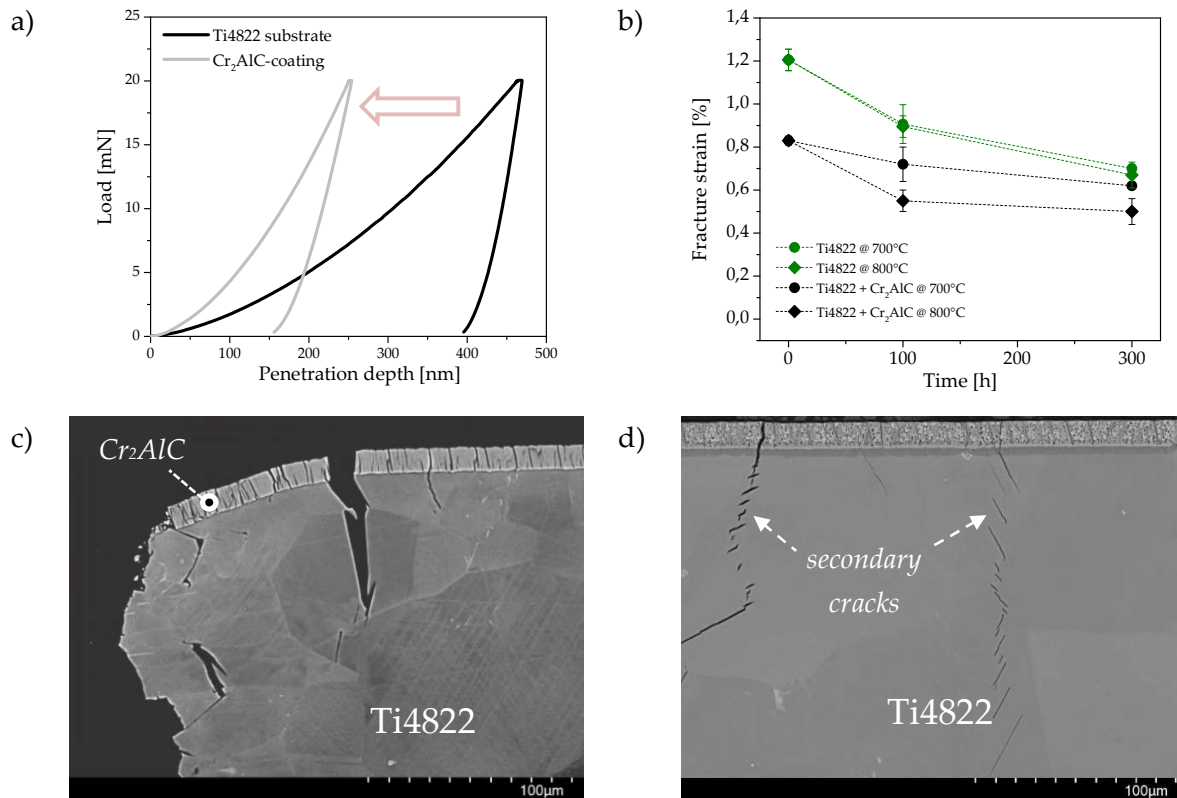 a)
Ti4822 substrate
Cr₂AlC-coating
Load [mN]
25
20
15
10
5
0
0 100 200 300 400 500
Penetration depth [nm]
b)
Fracture strain [%]
1,4
1,2
1,0
0,8
0,6
0,4
0,2
0,0
Ti4822 @ 700°C
Ti4822 @ 800°C
Ti4822 + Cr₂AlC @ 700°C
Ti4822 + Cr₂AlC @ 800°C
0 100 200 300
Time [h]
c)
Cr₂AlC
Ti4822
100µm
d)
secondary
cracks
Ti4822
100µm